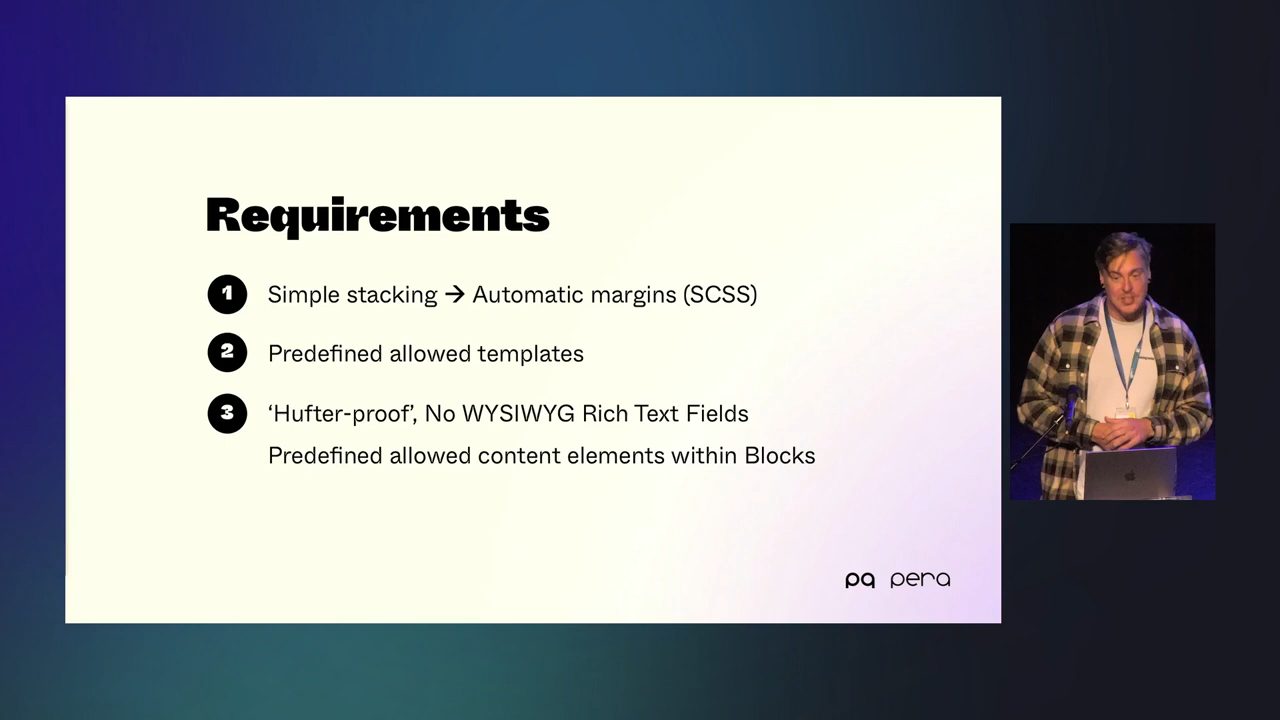 Requirements
1 Simple stacking → Automatic margins (SCSS)
2 Predefined allowed templates
3 ‘Hufter-proof’, No WYSIWYG Rich Text Fields
Predefined allowed content elements within Blocks
pq pera